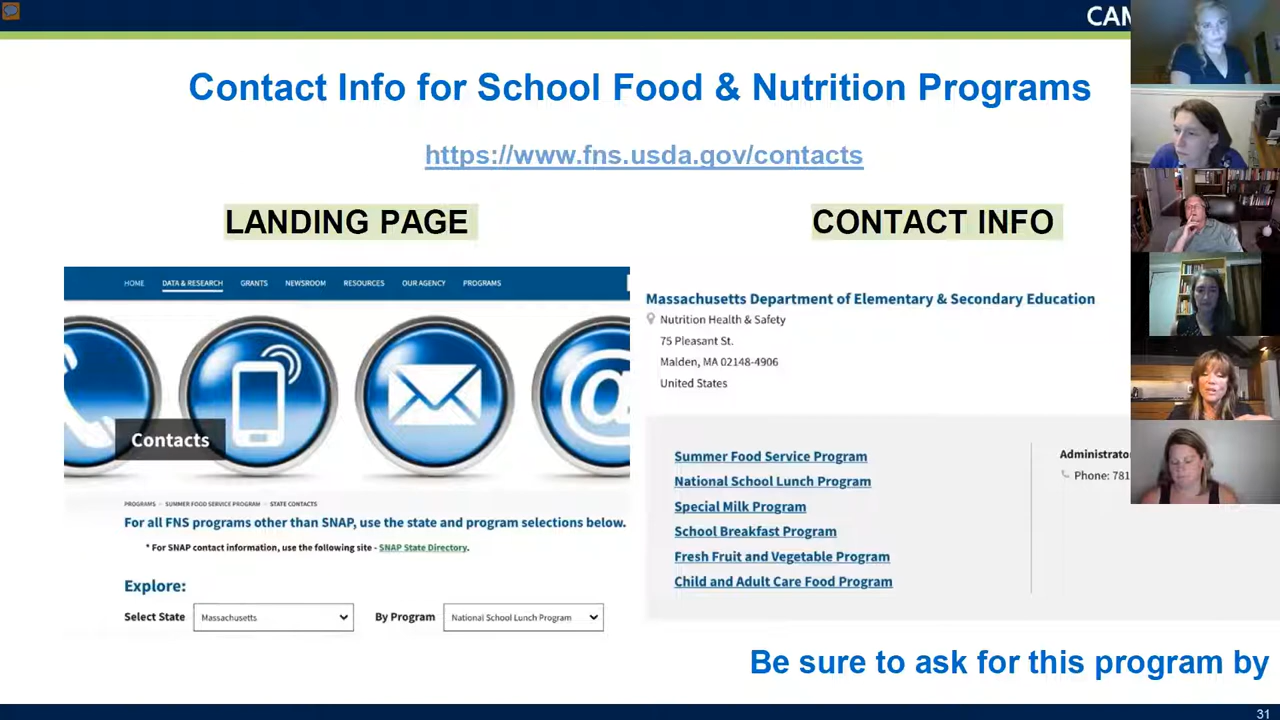 CAM
Contact Info for School Food & Nutrition Programs
https://www.fns.usda.gov/contacts
LANDING PAGE
CONTACT INFO
HOME DATA & RESEARCH GRANTS NEWSROOM RESOURCES OUR AGENCY PROGRAMS
Contacts
PROGRAMS – SUMMER FOOD SERVICE PROGRAM – STATE CONTACTS
For all FNS programs other than SNAP, use the state and program selections below.
* For SNAP contact information, use the following site - SNAP State Directory.
Explore:
Select State Massachusetts By Program National School Lunch Program
Massachusetts Department of Elementary & Secondary Education
Nutrition Health & Safety
75 Pleasant St.
Malden, MA 02148-4906
United States
Summer Food Service Program
National School Lunch Program
Special Milk Program
School Breakfast Program
Fresh Fruit and Vegetable Program
Child and Adult Care Food Program
Administrator
Phone: 781
Be sure to ask for this program by
31